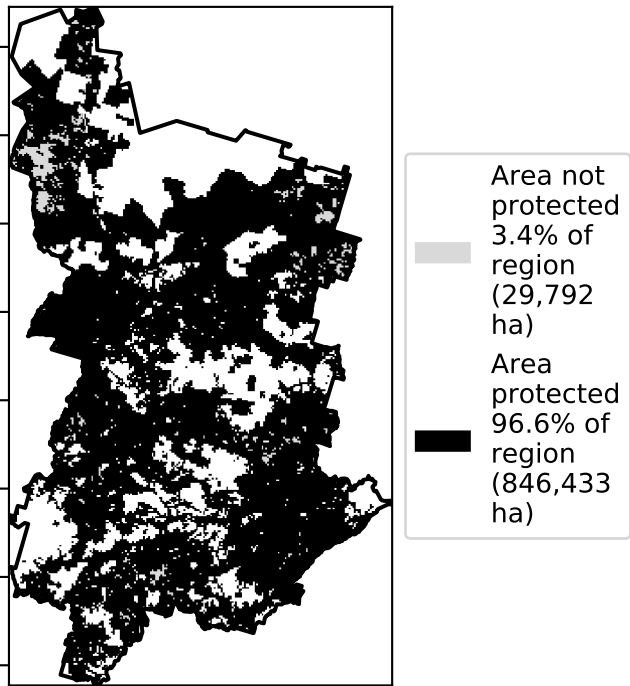 Area not
protected
3.4% of
region
(29,792
ha)
Area
protected
96.6% of
region
(846,433
ha)